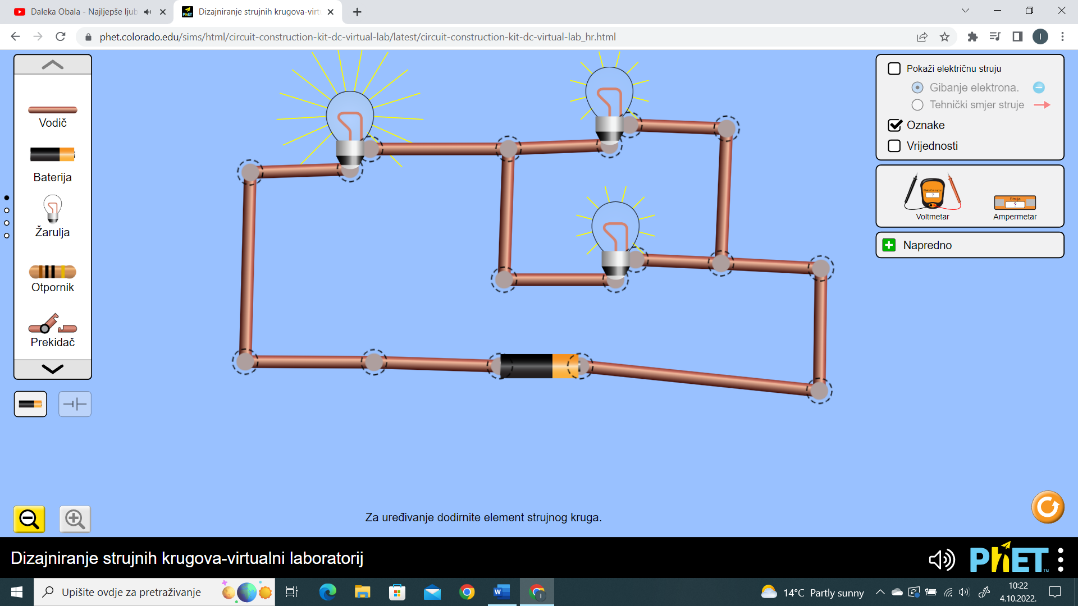 Daleka Obala - Najljepše ljub
Dizajniranje strujnih krugova-virt
phet.colorado.edu/sims/html/circuit-construction-kit-dc-virtual-lab/latest/circuit-construction-kit-dc-virtual-lab_hr.html
I
Vodič
Baterija
Žarulja
Otpornik
Prekidač
Pokaži električnu struju
Gibanje elektrona.
Tehnički smjer struje
Oznake
Vrijednosti
Voltmetar
Ampermetar
Napredno
Za uređivanje dodirnite element strujnog kruga.
Dizajniranje strujnih krugova-virtualni laboratorij
PhET
Upišite ovdje za pretraživanje
14°C Partly sunny
10:22
4.10.2022.